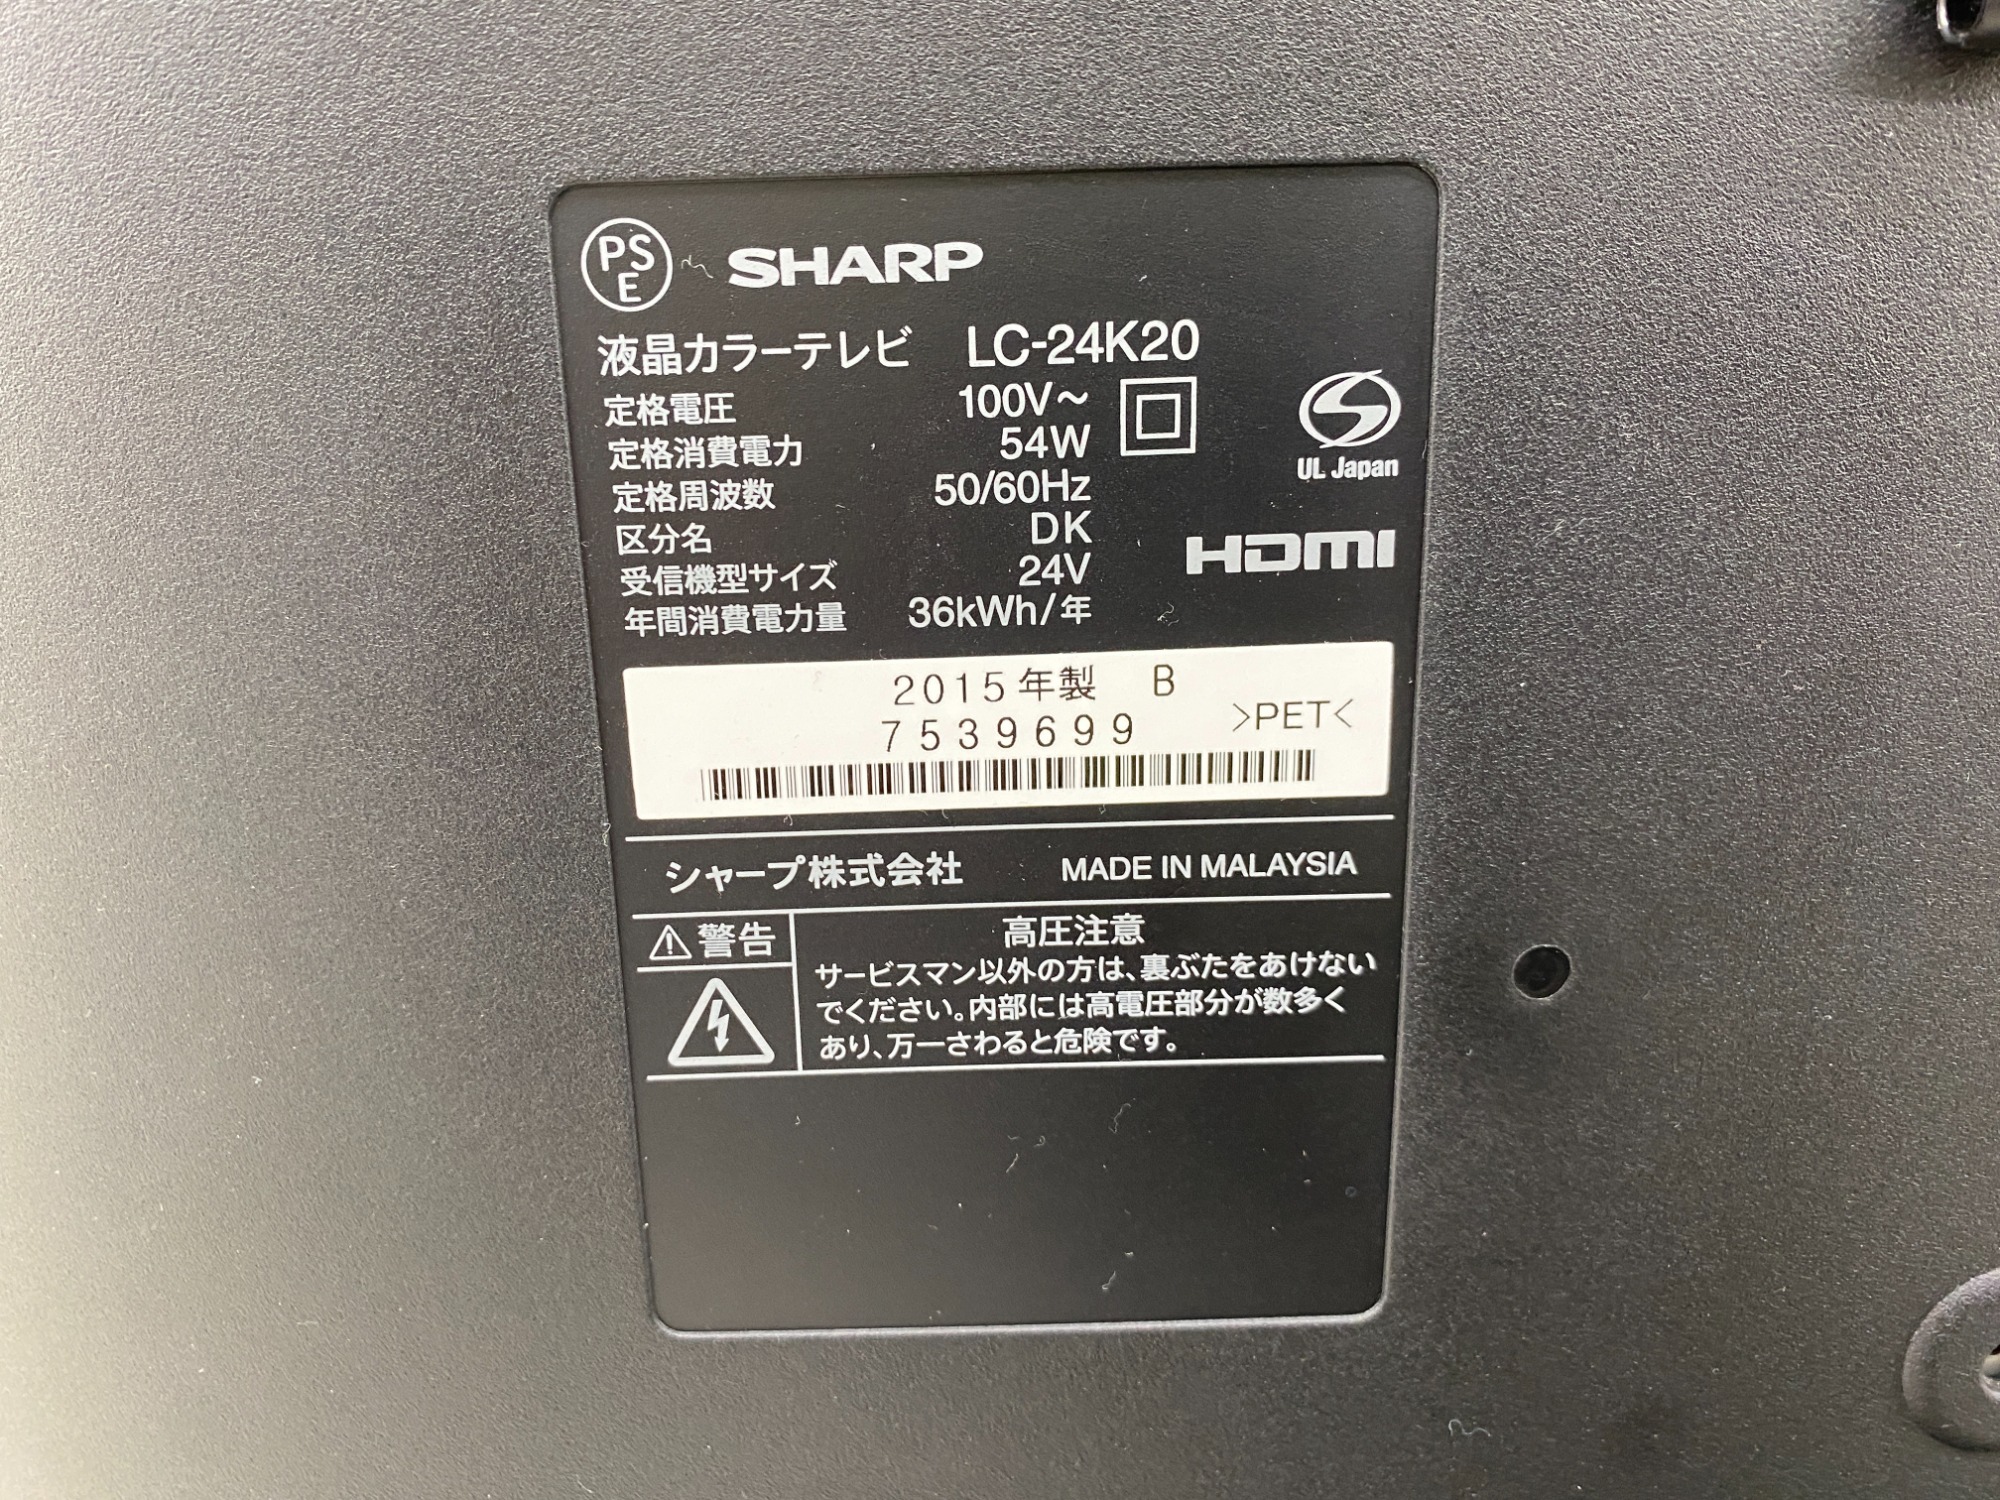 PSE SHARP
液晶カラーテレビ LC-24K20
定格電圧 100V～
定格消費電力 54W
定格周波数 50/60Hz
区分名 DK
受信機型サイズ 24V
年間消費電力量 36kWh/年
UL Japan
HDMI
2015年製 B
7539699 >PET<
シャープ株式会社 MADE IN MALAYSIA
警告
高圧注意
サービスマン以外の方は、裏ぶたをあけない
でください。内部には高電圧部分が数多く
あり、万一さわると危険です。